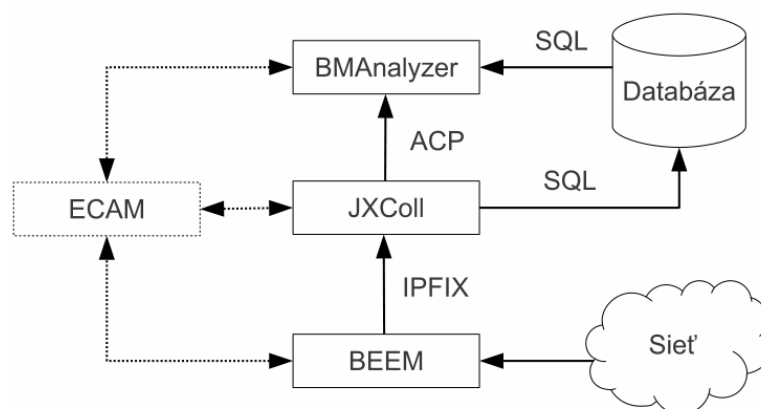 SQL
BMAnalyzer
Databáza
ACP
SQL
ECAM
JXColl
IPFIX
Sieť
BEEM